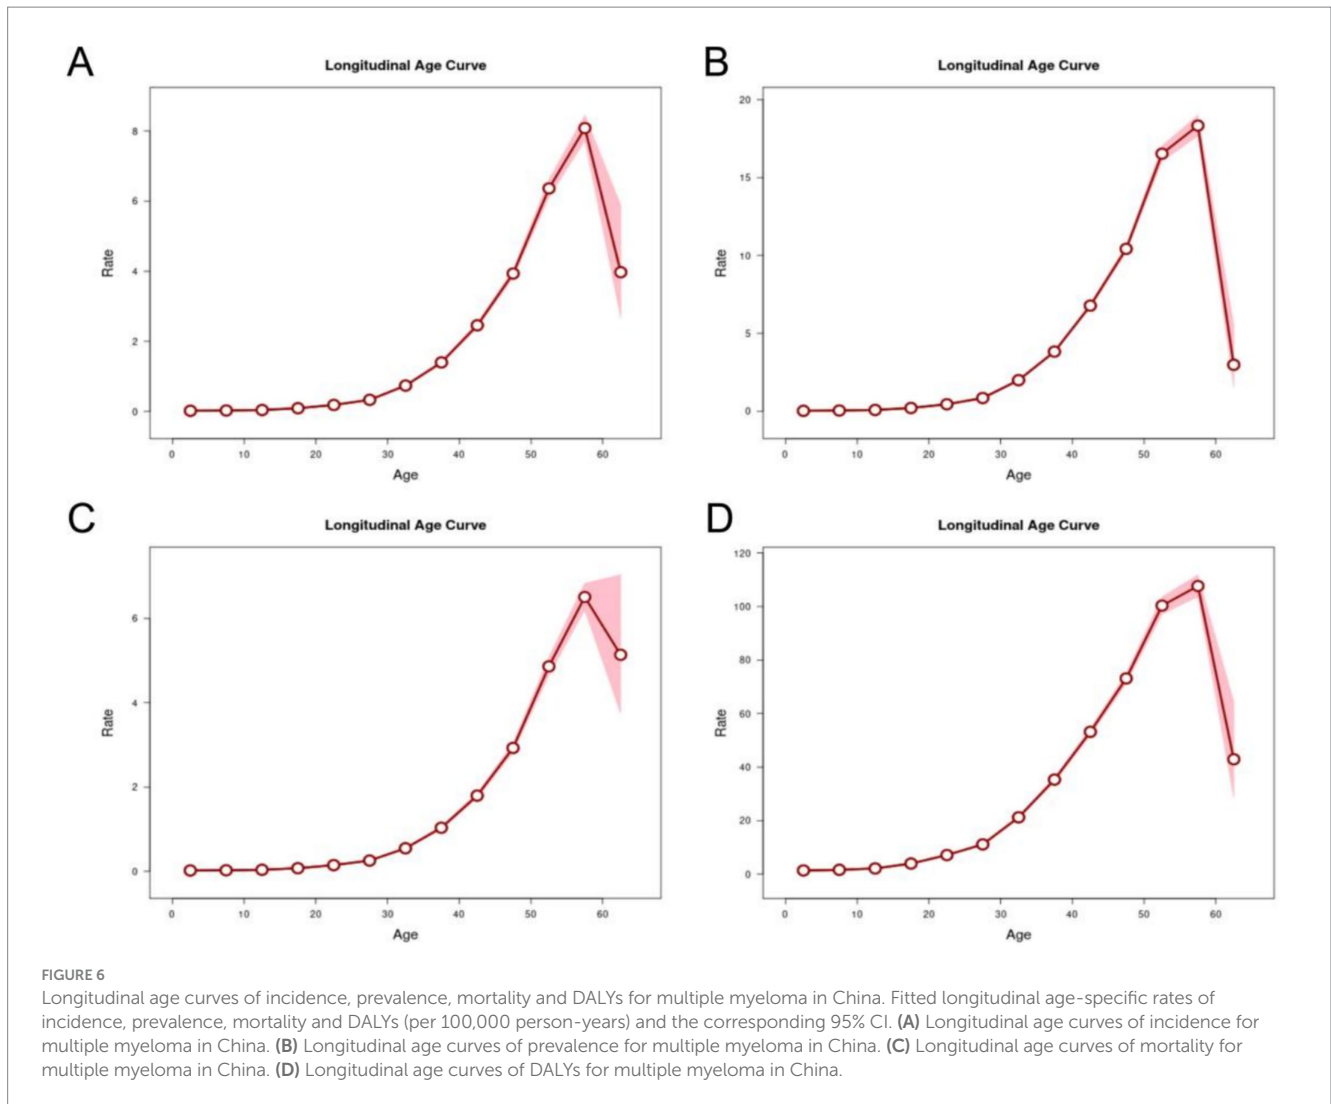 A
Longitudinal Age Curve
8
6
4
2
0
Rate
0 10 20 30 40 50 60
Age
B
Longitudinal Age Curve
20
15
10
5
0
Rate
0 10 20 30 40 50 60
Age
C
Longitudinal Age Curve
6
4
2
0
Rate
0 10 20 30 40 50 60
Age
D
Longitudinal Age Curve
120
100
80
60
40
20
0
Rate
0 10 20 30 40 50 60
Age
FIGURE 6
Longitudinal age curves of incidence, prevalence, mortality and DALYs for multiple myeloma in China. Fitted longitudinal age-specific rates of
incidence, prevalence, mortality and DALYs (per 100,000 person-years) and the corresponding 95% CI. (A) Longitudinal age curves of incidence for
multiple myeloma in China. (B) Longitudinal age curves of prevalence for multiple myeloma in China. (C) Longitudinal age curves of mortality for
multiple myeloma in China. (D) Longitudinal age curves of DALYs for multiple myeloma in China.